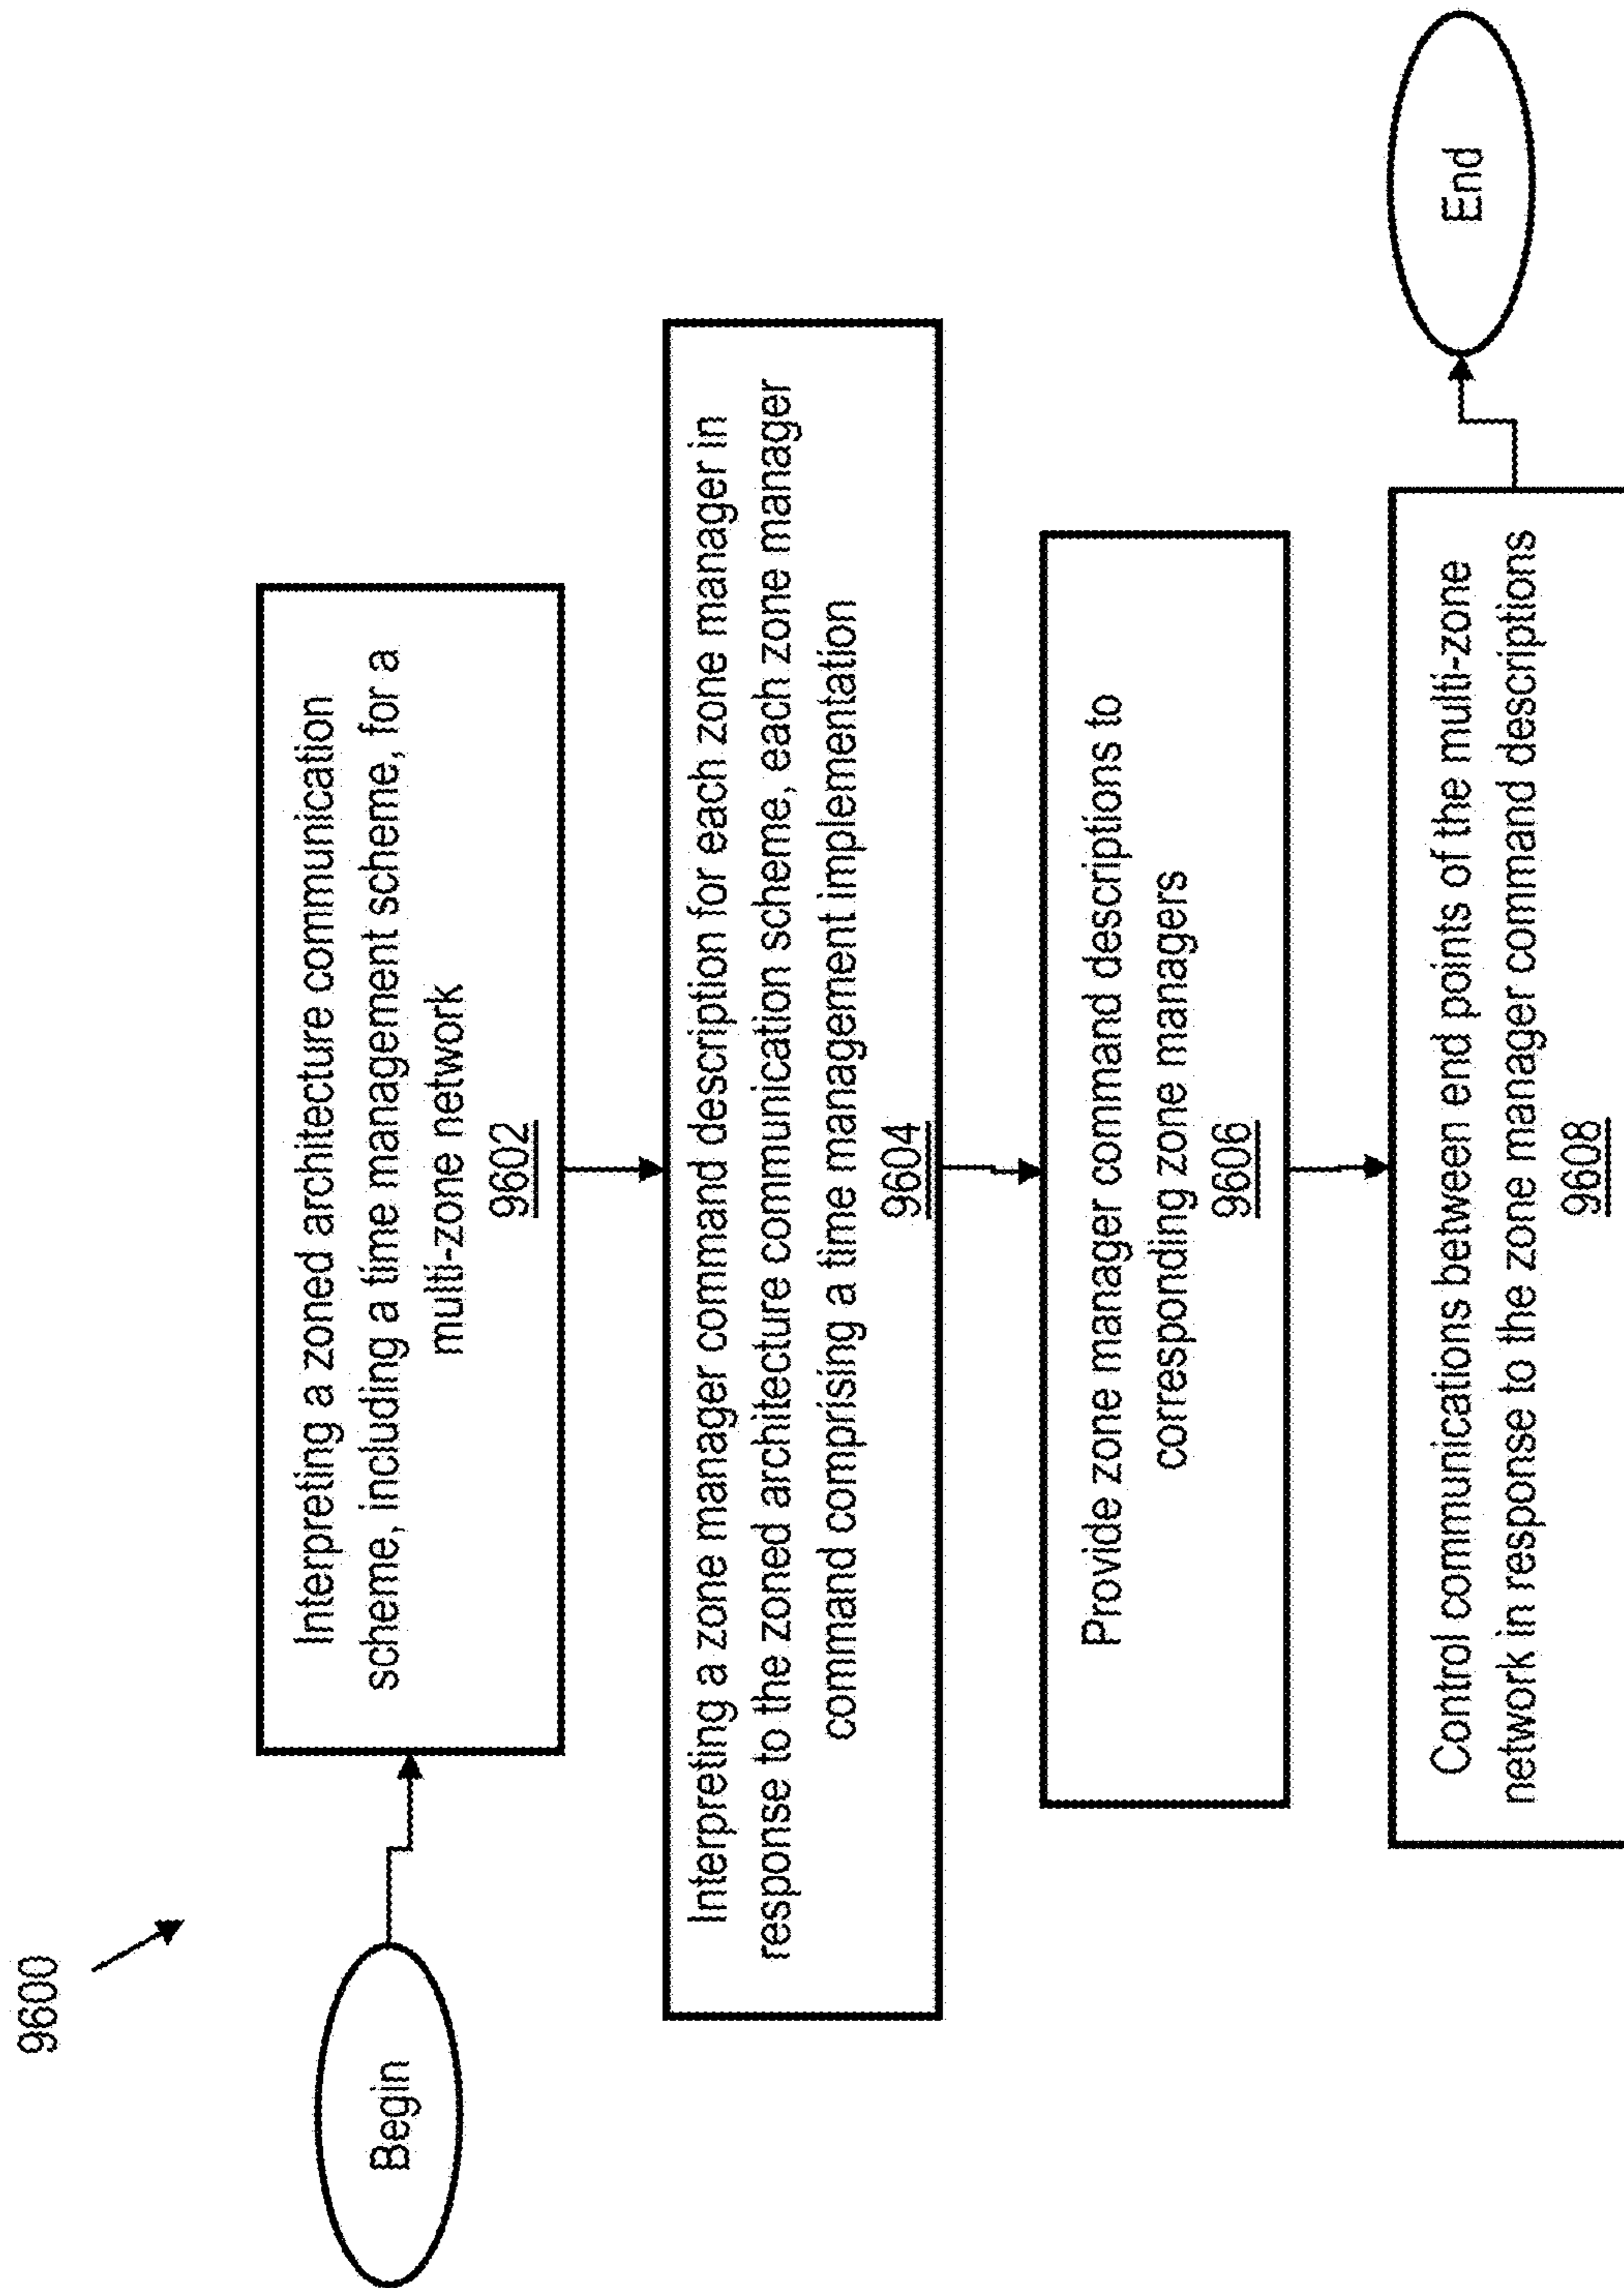 9600
Begin
Interpreting a zoned architecture communication
scheme, including a time management scheme, for a
multi-zone network
9602
Interpreting a zone manager command description for each zone manager in
response to the zoned architecture communication scheme, each zone manager
command comprising a time management implementation
9604
Provide zone manager command descriptions to
corresponding zone managers
9606
Control communications between end points of the multi-zone
network in response to the zone manager command descriptions
9608
End